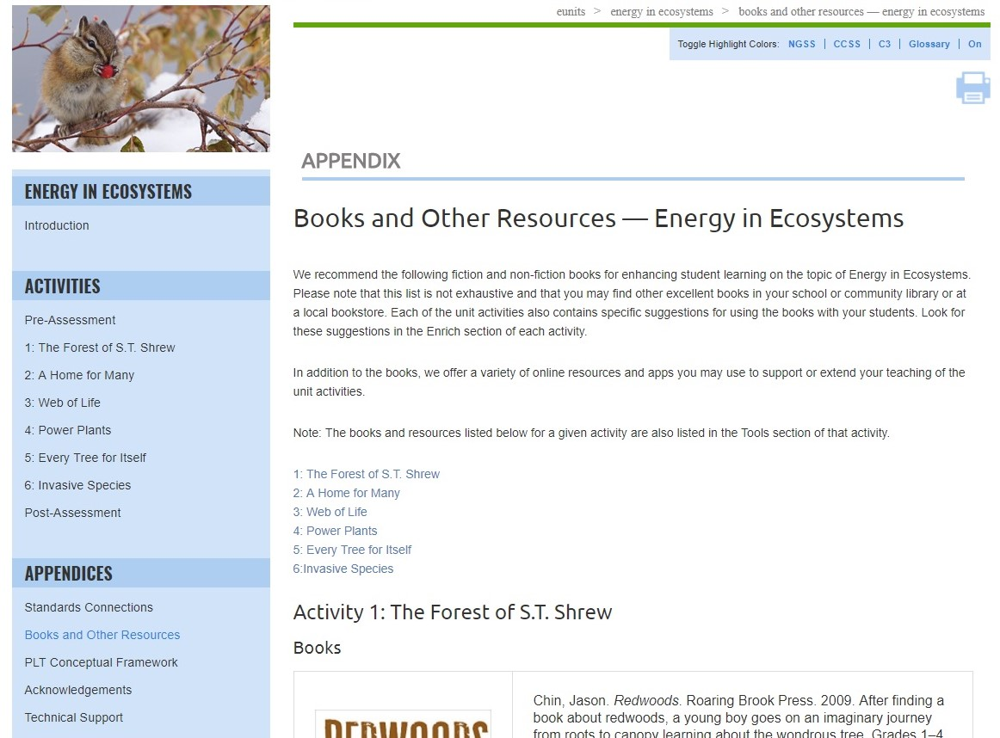 eunits > energy in ecosystems > books and other resources — energy in ecosystems
Toggle Highlight Colors: NGSS | CCSS | C3 | Glossary | On
APPENDIX
ENERGY IN ECOSYSTEMS
Introduction
ACTIVITIES
Pre-Assessment
1: The Forest of S.T. Shrew
2: A Home for Many
3: Web of Life
4: Power Plants
5: Every Tree for Itself
6: Invasive Species
Post-Assessment
APPENDICES
Standards Connections
Books and Other Resources
PLT Conceptual Framework
Acknowledgements
Technical Support
Books and Other Resources — Energy in Ecosystems
We recommend the following fiction and non-fiction books for enhancing student learning on the topic of Energy in Ecosystems.
Please note that this list is not exhaustive and that you may find other excellent books in your school or community library or at
a local bookstore. Each of the unit activities also contains specific suggestions for using the books with your students. Look for
these suggestions in the Enrich section of each activity.
In addition to the books, we offer a variety of online resources and apps you may use to support or extend your teaching of the
unit activities.
Note: The books and resources listed below for a given activity are also listed in the Tools section of that activity.
1: The Forest of S.T. Shrew
2: A Home for Many
3: Web of Life
4: Power Plants
5: Every Tree for Itself
6:Invasive Species
Activity 1: The Forest of S.T. Shrew
Books
REDWOODS
Chin, Jason. Redwoods. Roaring Brook Press. 2009. After finding a
book about redwoods, a young boy goes on an imaginary journey
from roots to canopy learning about the wondrous tree. Grades 1–4